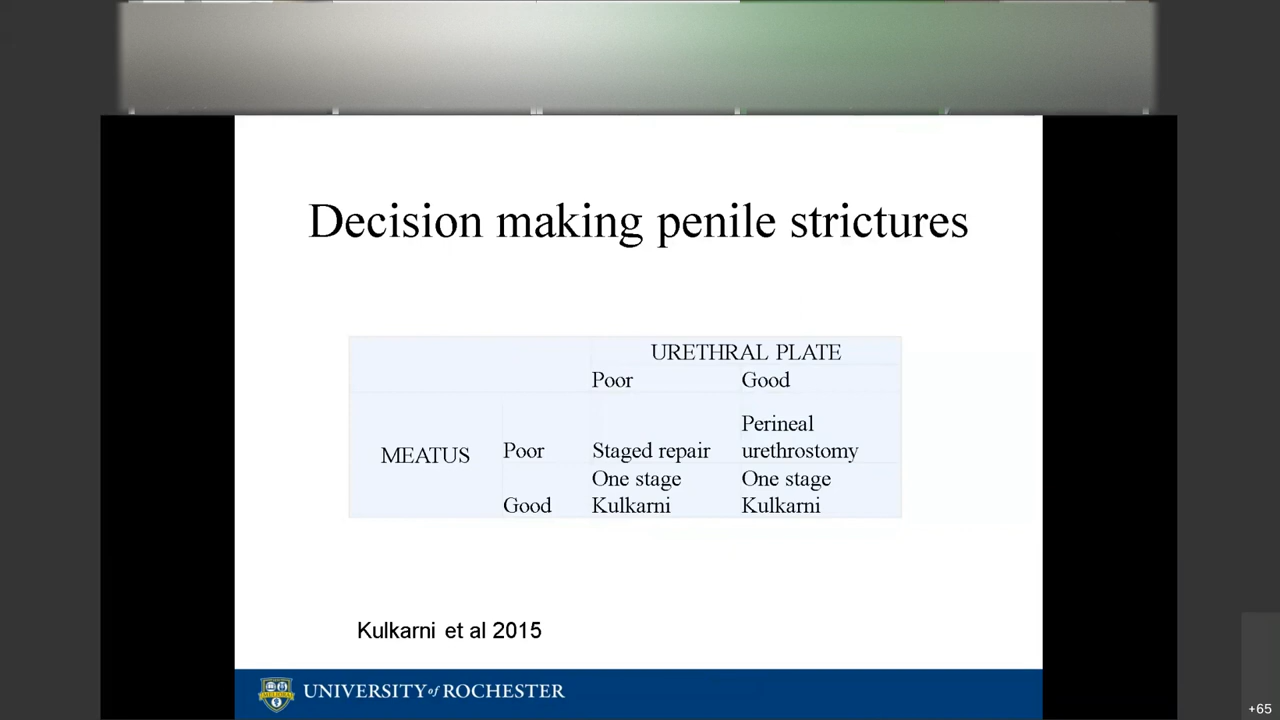 Decision making penile strictures
URETHRAL PLATE
Poor Good
Perineal
MEATUS Poor Staged repair urethrostomy
One stage One stage
Good Kulkarni Kulkarni
Kulkarni et al 2015
UNIVERSITY of ROCHESTER
+65